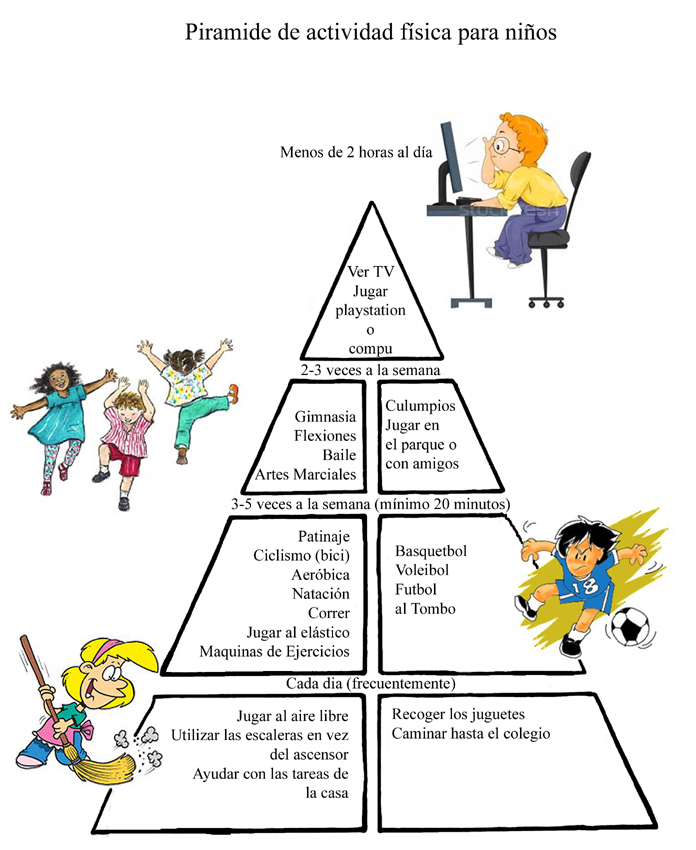 Piramide de actividad física para niños
Menos de 2 horas al día
Ver TV
Jugar
playstation
o
compu
2-3 veces a la semana
Gimnasia
Flexiones
Baile
Artes Marciales
Culumpios
Jugar en
el parque o
con amigos
3-5 veces a la semana (mínimo 20 minutos)
Patinaje
Ciclismo (bici)
Aeróbica
Natación
Correr
Jugar al elástico
Maquinas de Ejercicios
Basquetbol
Voleibol
Futbol
al Tombo
18
Cada dia (frecuentemente)
Jugar al aire libre
Utilizar las escaleras en vez
del ascensor
Ayudar con las tareas de
la casa
Recoger los juguetes
Caminar hasta el colegio